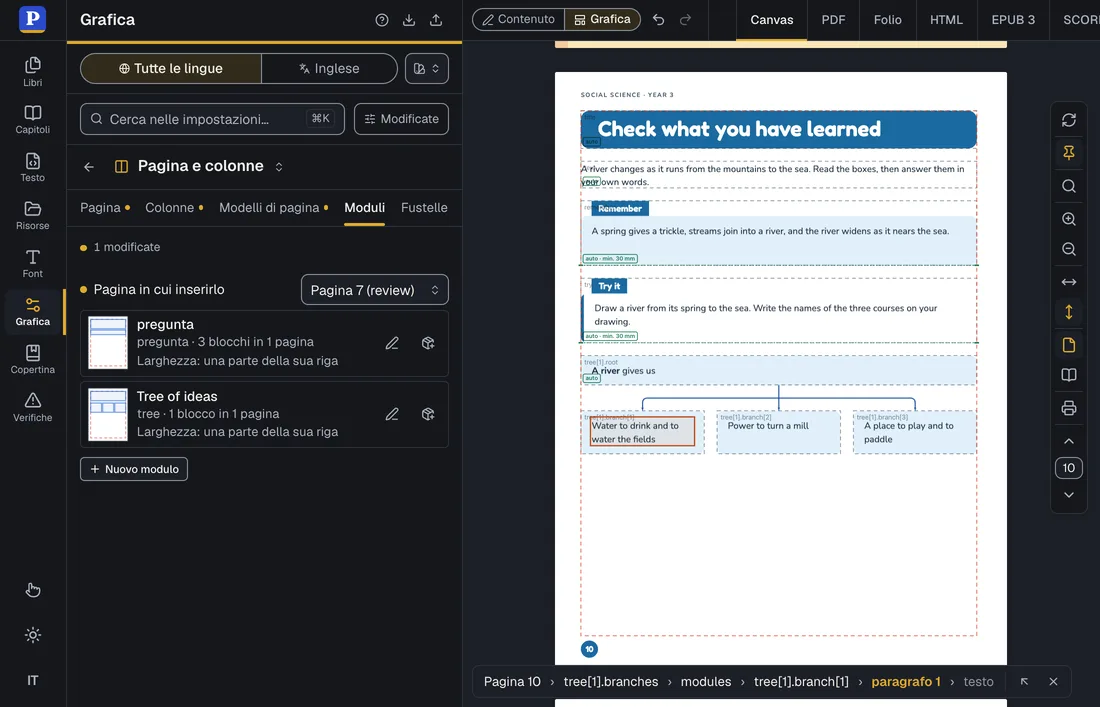 P
Libri
Capitoli
Testo
Risorse
Font
Grafica
Copertina
Verifiche
IT
Grafica
Tutte le lingue
Inglese
Cerca nelle impostazioni...
⌘K
Modificate
Pagina e colonne
Pagina
Colonne
Modelli di pagina
Moduli
Fustelle
1 modificate
Pagina in cui inserirlo
Pagina 7 (review)
pregunta
pregunta · 3 blocchi in 1 pagina
Larghezza: una parte della sua riga
Tree of ideas
tree · 1 blocco in 1 pagina
Larghezza: una parte della sua riga
+ Nuovo modulo
Contenuto
Grafica
Canvas
PDF
Folio
HTML
EPUB 3
SCOR
SOCIAL SCIENCE · YEAR 3
Check what you have learned
auto
A river changes as it runs from the mountains to the sea. Read the boxes, then answer them in
your own words.
Remember
A spring gives a trickle, streams join into a river, and the river widens as it nears the sea.
auto · min. 30 mm
Try it
Draw a river from its spring to the sea. Write the names of the three courses on your
drawing.
auto · min. 30 mm
tree[1].root
A river gives us
auto
tree[1].branch[1]
Water to drink and to
water the fields
tree[1].branch[2]
Power to turn a mill
tree[1].branch[3]
A place to play and to
paddle
10
10
Pagina 10 › tree[1].branches › modules › tree[1].branch[1] › paragrafo 1 › testo